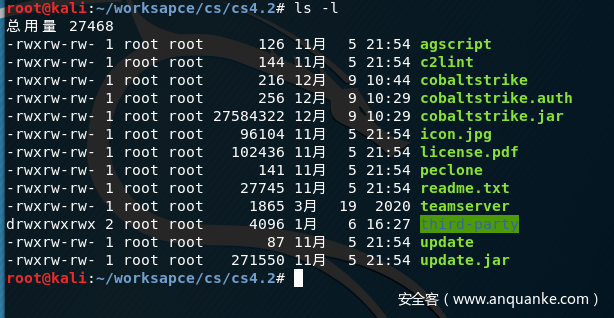 root@kali:~/worksapce/cs/cs4.2# ls -l
总用量 27468
-rwxrw-rw- 1 root root      126 11月  5 21:54 agscript
-rwxrw-rw- 1 root root      144 11月  5 21:54 c2lint
-rwxrw-rw- 1 root root      216 12月  9 10:44 cobaltstrike
-rwxrw-rw- 1 root root      256 12月  9 10:29 cobaltstrike.auth
-rwxrw-rw- 1 root root 27584322 12月  9 10:29 cobaltstrike.jar
-rwxrw-rw- 1 root root    96104 11月  5 21:54 icon.jpg
-rwxrw-rw- 1 root root   102436 11月  5 21:54 license.pdf
-rwxrw-rw- 1 root root      141 11月  5 21:54 peclone
-rwxrw-rw- 1 root root    27745 11月  5 21:54 readme.txt
-rwxrw-rw- 1 root root     1865 3月  19  2020 teamserver
drwxrwxrwx 2 root root     4096 1月   6 16:27 third-party
-rwxrw-rw- 1 root root       87 11月  5 21:54 update
-rwxrw-rw- 1 root root   271550 11月  5 21:54 update.jar
root@kali:~/worksapce/cs/cs4.2#
安全客（www.anquanke.com）